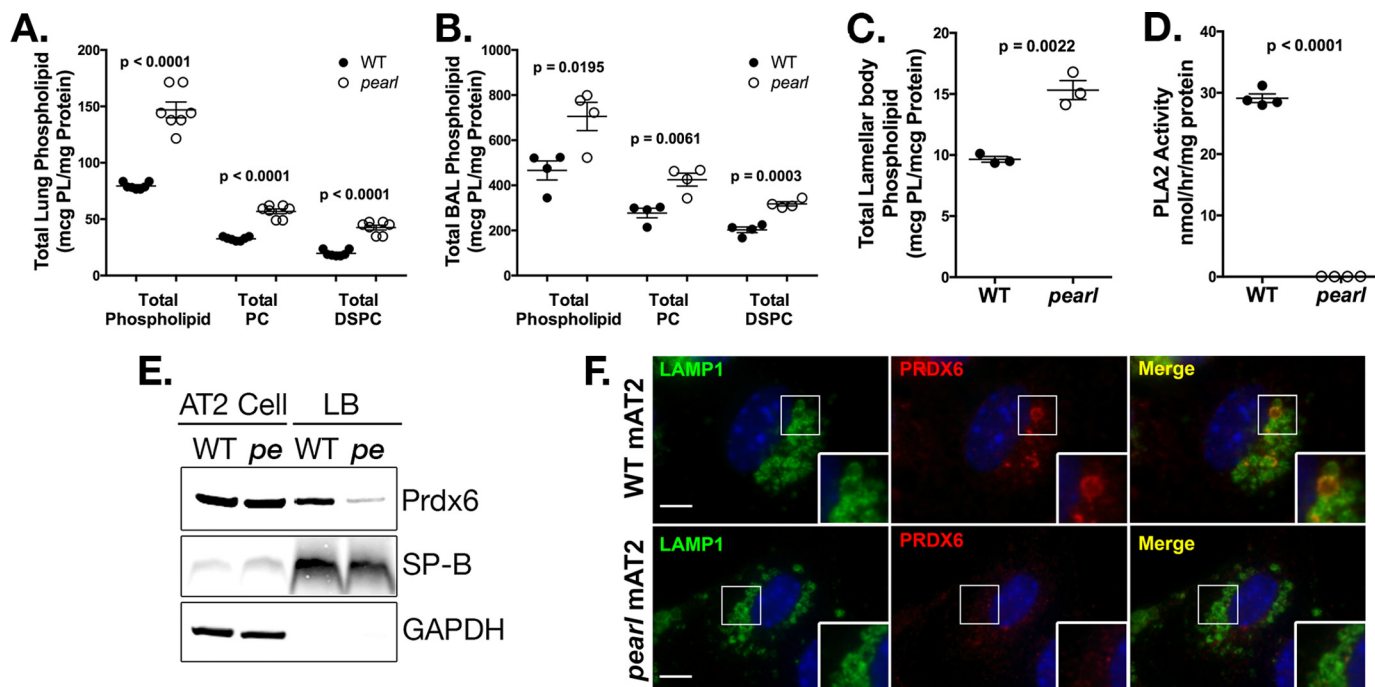 A.
Total Lung Phospholipid
(mcg PL/mg Protein)
200
150
100
50
0
p < 0.0001
p < 0.0001
p < 0.0001
WT
pearl
Total
Phospholipid
Total
PC
Total
DSPC
B.
Total BAL Phospholipid
(mcg PL/mg Protein)
1000
800
600
400
200
0
p = 0.0195
p = 0.0061
p = 0.0003
WT
pearl
Total
Phospholipid
Total
PC
Total
DSPC
C.
Total Lamellar body
Phospholipid
(mcg PL/mcg Protein)
20
15
10
5
0
p = 0.0022
WT
pearl
D.
PLA2 Activity
nmol/hr/mg protein
40
30
20
10
0
p < 0.0001
WT
pearl
E.
AT2 Cell LB
WT pe WT pe
Prdx6
SP-B
GAPDH
F.
WT mAT2
LAMP1
PRDX6
Merge
pearl mAT2
LAMP1
PRDX6
Merge